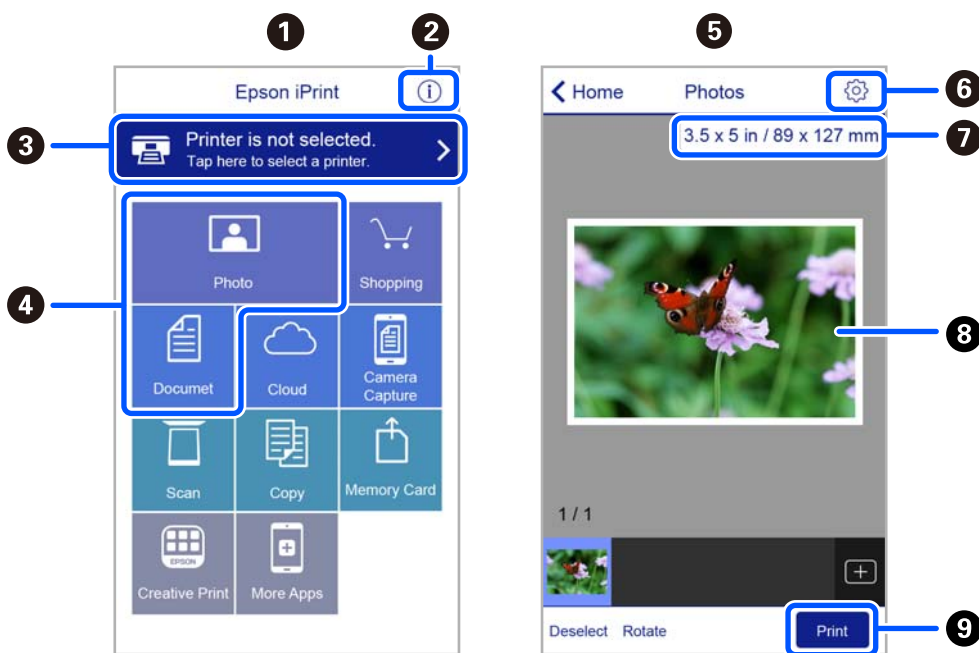 1
2
5
Epson iPrint
i
Home
Photos
6
3
Printer is not selected.
Tap here to select a printer.
3.5 x 5 in / 89 x 127 mm
7
4
Photo
Shopping
8
Documet
Cloud
Camera
Capture
Scan
Copy
Memory Card
1 / 1
EPSON
Creative Print
More Apps
Deselect
Rotate
Print
9